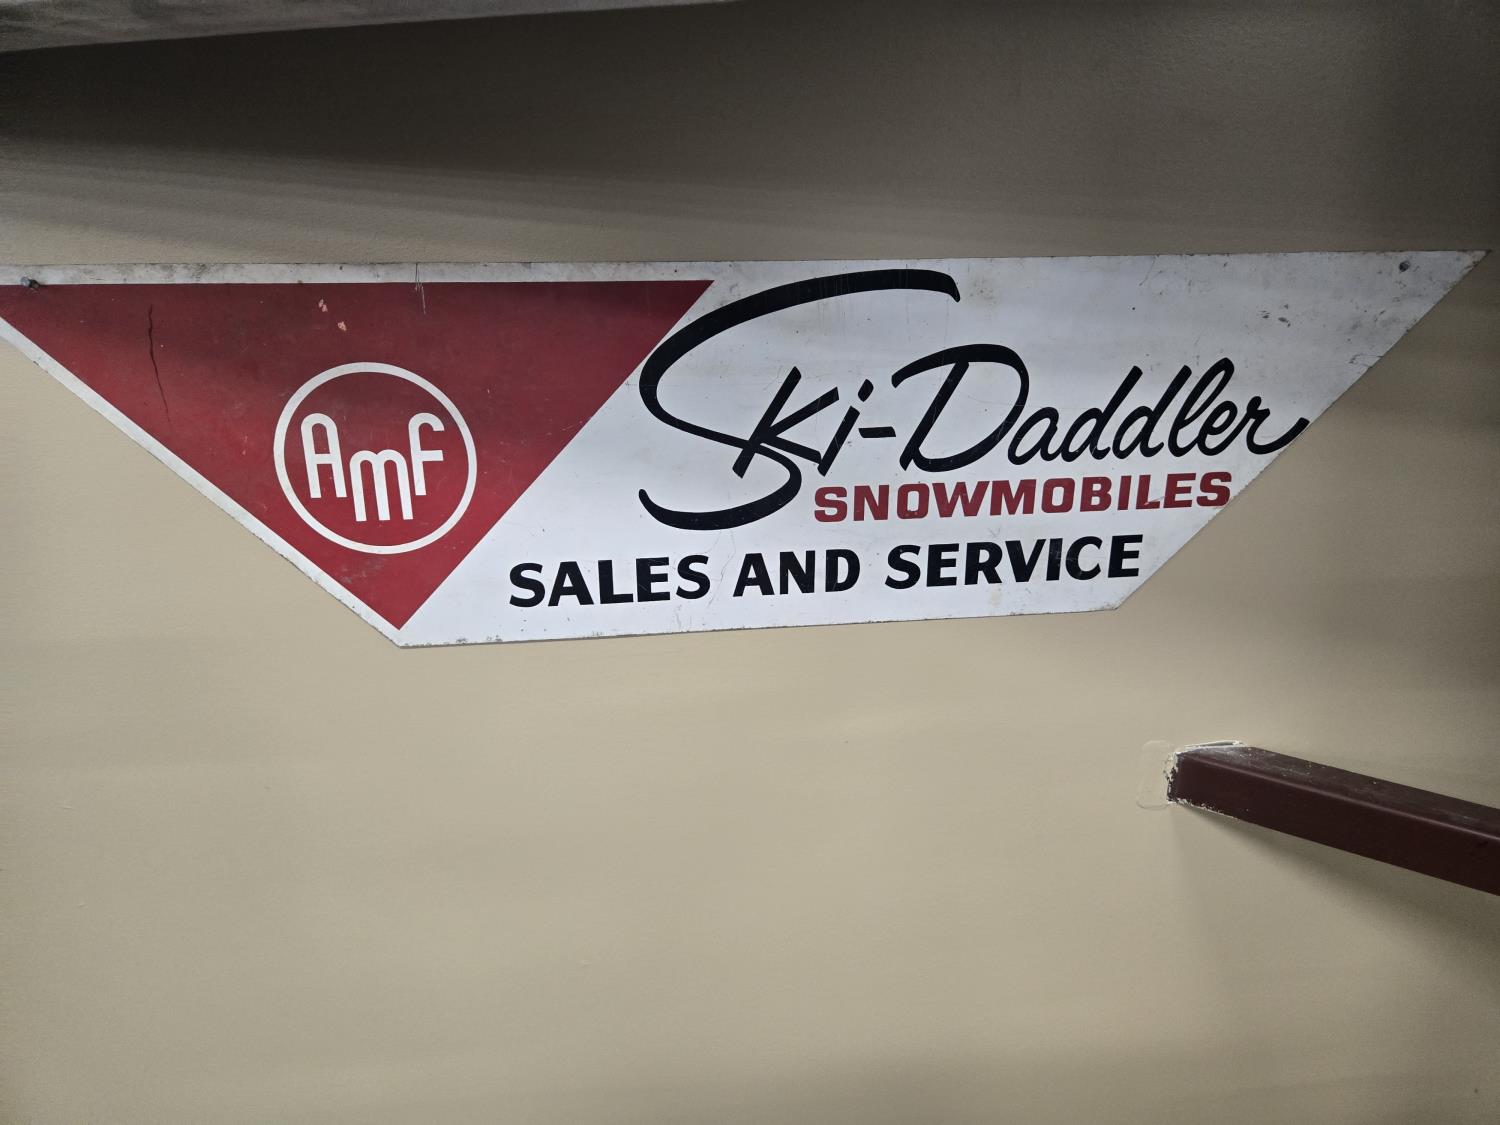 AMF
Ski-Daddler
SNOWMOBILES
SALES AND SERVICE